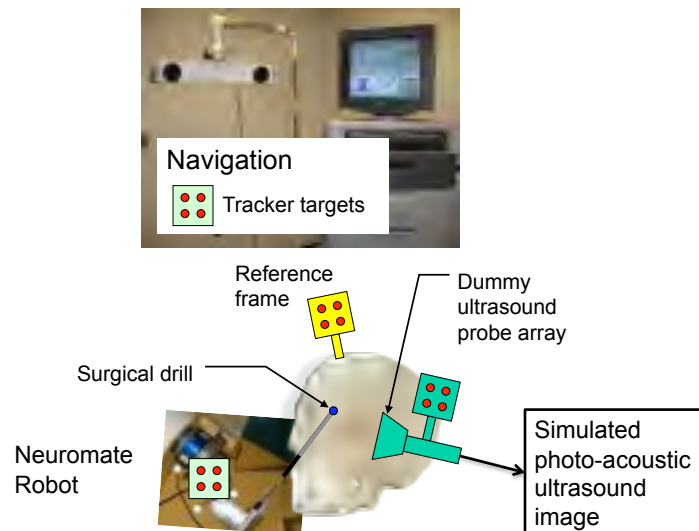 Navigation
Tracker targets
Reference
frame
Dummy
ultrasound
probe array
Surgical drill
Neuromate
Robot
Simulated
photo-acoustic
ultrasound
image